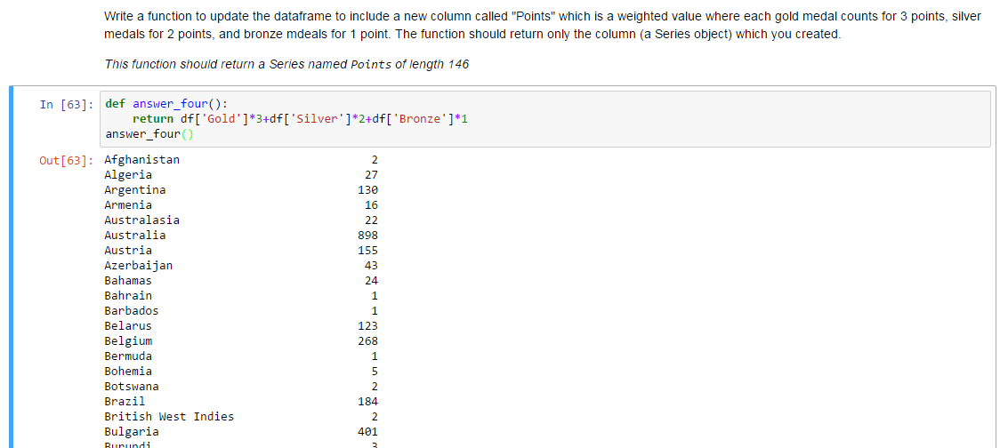 Write a function to update the dataframe to include a new column called "Points" which is a weighted value where each gold medal counts for 3 points, silver
medals for 2 points, and bronze mdeals for 1 point. The function should return only the column (a Series object) which you created.
This function should return a Series named Points of length 146
In [63]: def answer_four():
    return df['Gold']*3+df['Silver']*2+df['Bronze']*1
answer_four()
Out[63]: Afghanistan 2
Algeria 27
Argentina 130
Armenia 16
Australasia 22
Australia 898
Austria 155
Azerbaijan 43
Bahamas 24
Bahrain 1
Barbados 1
Belarus 123
Belgium 268
Bermuda 1
Bohemia 5
Botswana 2
Brazil 184
British West Indies 2
Bulgaria 401
Burundi 3